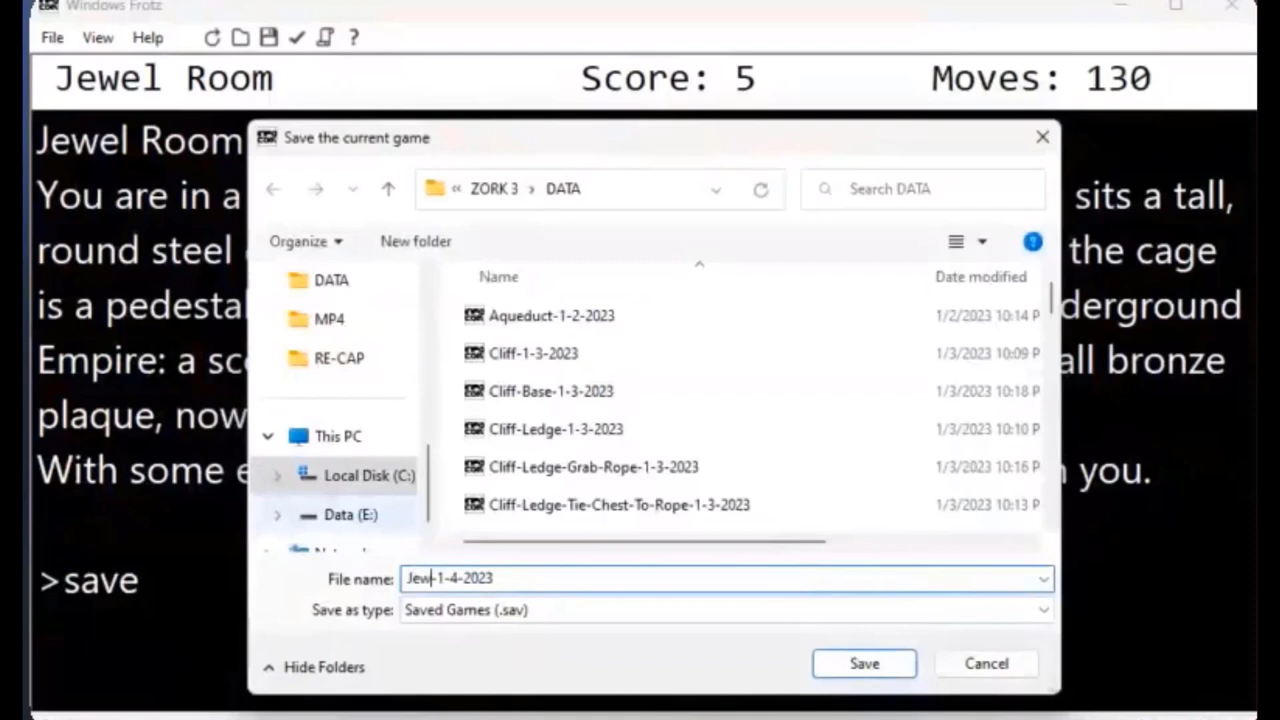 Windows Frotz
File View Help ?
Jewel Room Score: 5 Moves: 130
Jewel Room
You are in a sits a tall,
round steel the cage
is a
Empire: a bronze
plaque, now
With some you.
>save
Save the current game
« ZORK 3 › DATA
Search DATA
Organize New folder
?
DATA
MP4
RE-CAP
This PC
Local Disk (C:)
Data (E:)
Name Date modified
Aqueduct-1-2-2023 1/2/2023 10:14 P
Cliff-1-3-2023 1/3/2023 10:09 P
Cliff-Base-1-3-2023 1/3/2023 10:18 P
Cliff-Ledge-1-3-2023 1/3/2023 10:10 P
Cliff-Ledge-Grab-Rope-1-3-2023 1/3/2023 10:16 P
Cliff-Ledge-Tie-Chest-To-Rope-1-3-2023 1/3/2023 10:13 P
File name: Jew-1-4-2023
Save as type: Saved Games (.sav)
Hide Folders
Save Cancel